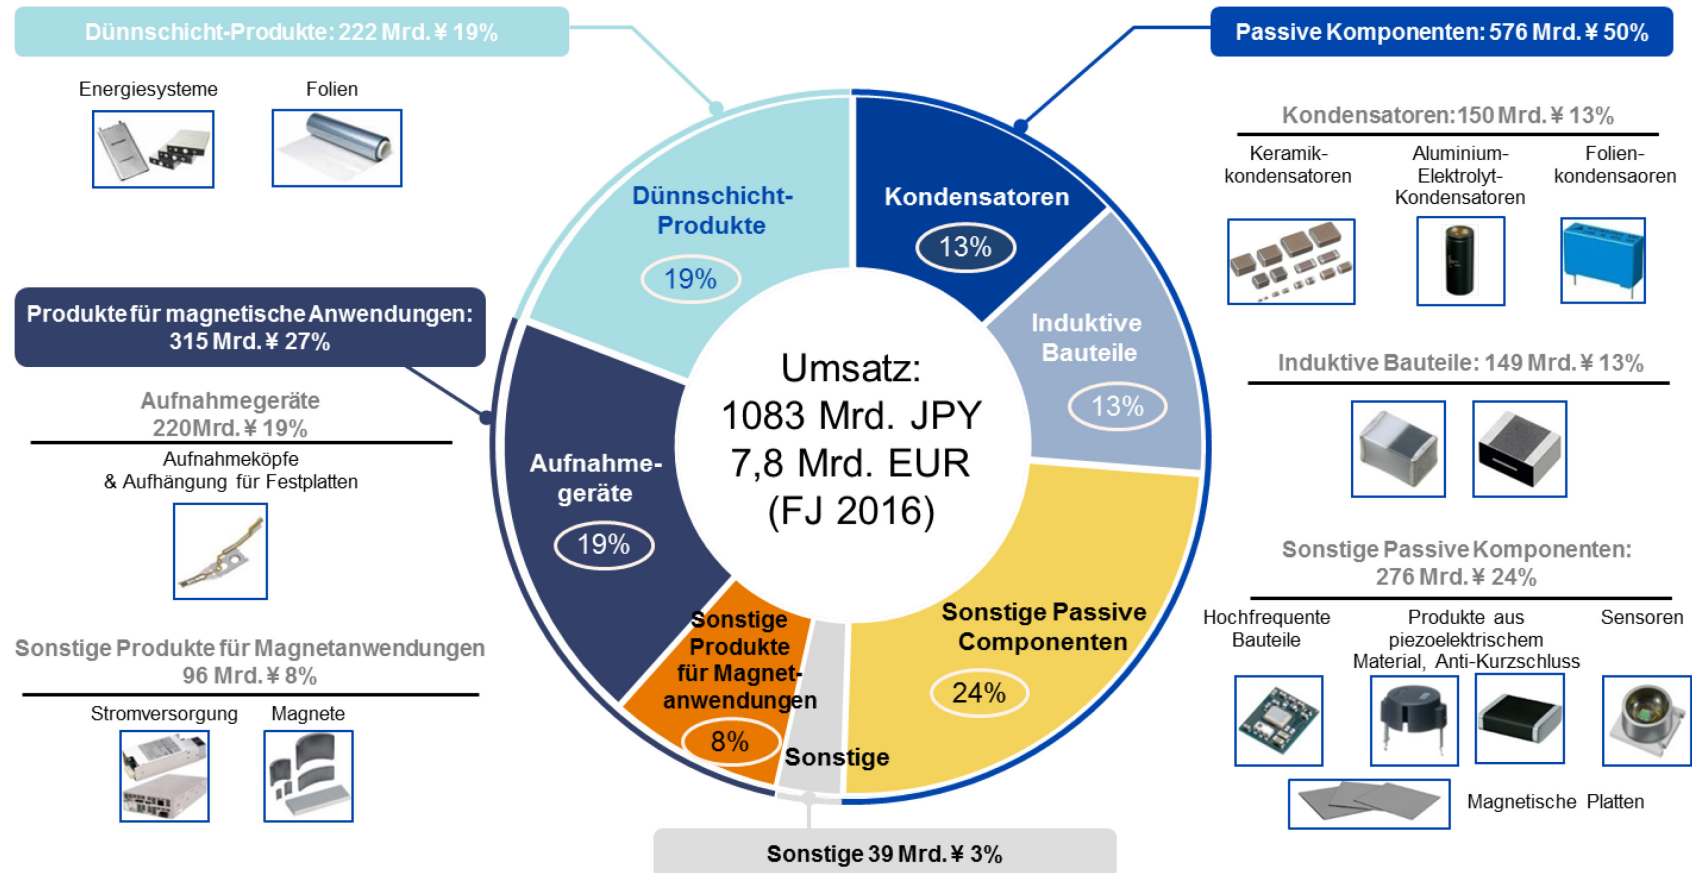 Dünnschicht-Produkte: 222 Mrd. ¥ 19%
Energiesysteme
Folien
Produkte für magnetische Anwendungen:
315 Mrd. ¥ 27%
Aufnahmegeräte
220Mrd. ¥ 19%
Aufnahmeköpfe
& Aufhängung für Festplatten
Sonstige Produkte für Magnetanwendungen
96 Mrd. ¥ 8%
Stromversorgung
Magnete
Dünnschicht-
Produkte
19%
Kondensatoren
13%
Induktive
Bauteile
13%
Umsatz:
1083 Mrd. JPY
7,8 Mrd. EUR
(FJ 2016)
Aufnahme-
geräte
19%
Sonstige
Produkte
für Magnet-
anwendungen
8%
Sonstige
Sonstige Passive
Componenten
24%
Sonstige 39 Mrd. ¥ 3%
Passive Komponenten: 576 Mrd. ¥ 50%
Kondensatoren:150 Mrd. ¥ 13%
Keramik-
kondensatoren
Aluminium-
Elektrolyt-
Kondensatoren
Folien-
kondensaoren
Induktive Bauteile: 149 Mrd. ¥ 13%
Sonstige Passive Komponenten:
276 Mrd. ¥ 24%
Hochfrequente
Bauteile
Produkte aus
piezoelektrischem
Material, Anti-Kurzschluss
Sensoren
Magnetische Platten